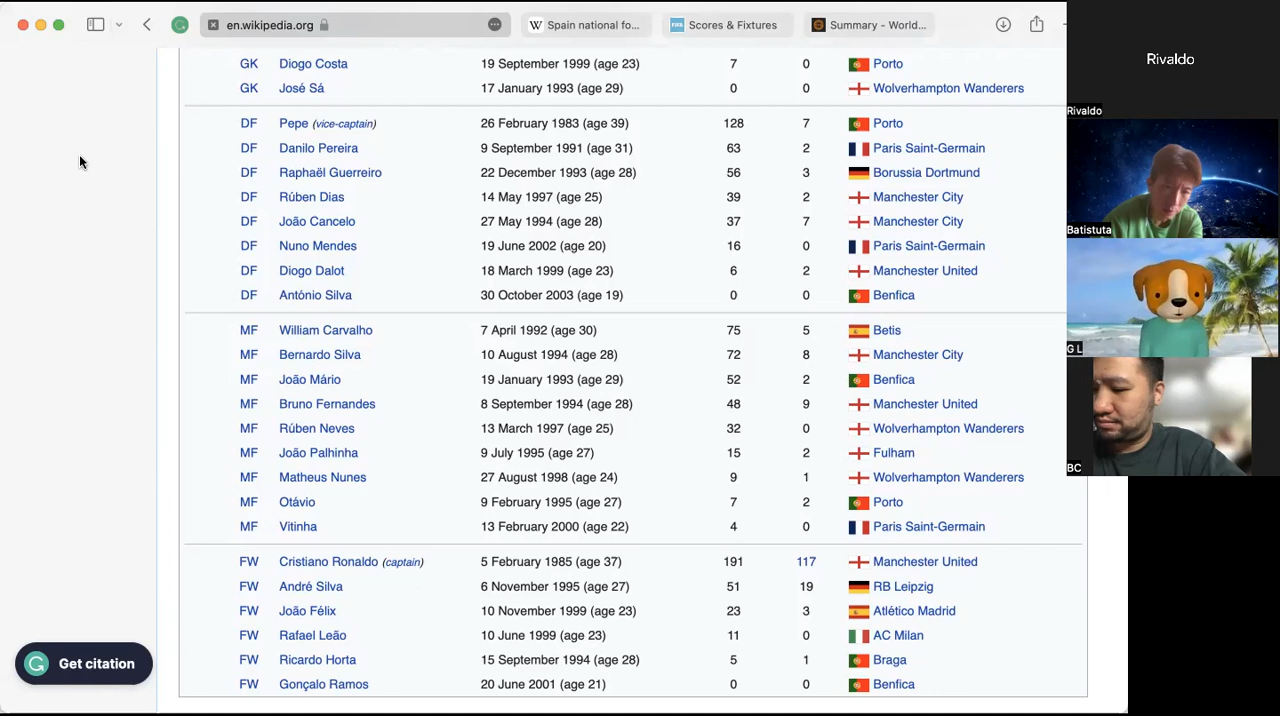 en.wikipedia.org
Spain national fo...
Scores & Fixtures
Summary - World...
GK Diogo Costa 19 September 1999 (age 23) 7 0 Porto
GK José Sá 17 January 1993 (age 29) 0 0 Wolverhampton Wanderers
DF Pepe (vice-captain) 26 February 1983 (age 39) 128 7 Porto
DF Danilo Pereira 9 September 1991 (age 31) 63 2 Paris Saint-Germain
DF Raphaël Guerreiro 22 December 1993 (age 28) 56 3 Borussia Dortmund
DF Rúben Dias 14 May 1997 (age 25) 39 2 Manchester City
DF João Cancelo 27 May 1994 (age 28) 37 7 Manchester City
DF Nuno Mendes 19 June 2002 (age 20) 16 0 Paris Saint-Germain
DF Diogo Dalot 18 March 1999 (age 23) 6 2 Manchester United
DF António Silva 30 October 2003 (age 19) 0 0 Benfica
MF William Carvalho 7 April 1992 (age 30) 75 5 Betis
MF Bernardo Silva 10 August 1994 (age 28) 72 8 Manchester City
MF João Mário 19 January 1993 (age 29) 52 2 Benfica
MF Bruno Fernandes 8 September 1994 (age 28) 48 9 Manchester United
MF Rúben Neves 13 March 1997 (age 25) 32 0 Wolverhampton Wanderers
MF João Palhinha 9 July 1995 (age 27) 15 2 Fulham
MF Matheus Nunes 27 August 1998 (age 24) 9 1 Wolverhampton Wanderers
MF Otávio 9 February 1995 (age 27) 7 2 Porto
MF Vitinha 13 February 2000 (age 22) 4 0 Paris Saint-Germain
FW Cristiano Ronaldo (captain) 5 February 1985 (age 37) 191 117 Manchester United
FW André Silva 6 November 1995 (age 27) 51 19 RB Leipzig
FW João Félix 10 November 1999 (age 23) 23 3 Atlético Madrid
FW Rafael Leão 10 June 1999 (age 23) 11 0 AC Milan
FW Ricardo Horta 15 September 1994 (age 28) 5 1 Braga
FW Gonçalo Ramos 20 June 2001 (age 21) 0 0 Benfica
Get citation
Rivaldo
Rivaldo
Batistuta
G L
BC